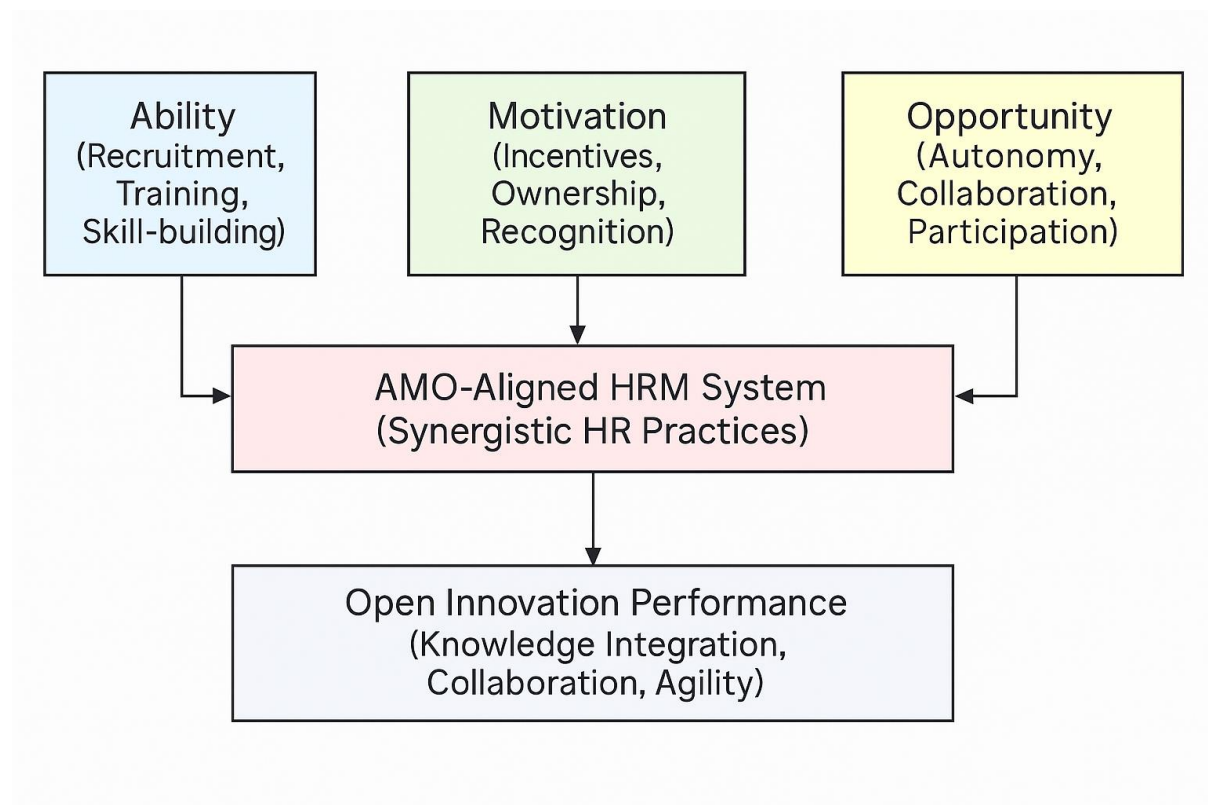 Ability
(Recruitment,
Training,
Skill-building)
Motivation
(Incentives,
Ownership,
Recognition)
Opportunity
(Autonomy,
Collaboration,
Participation)
AMO-Aligned HRM System
(Synergistic HR Practices)
Open Innovation Performance
(Knowledge Integration,
Collaboration, Agility)